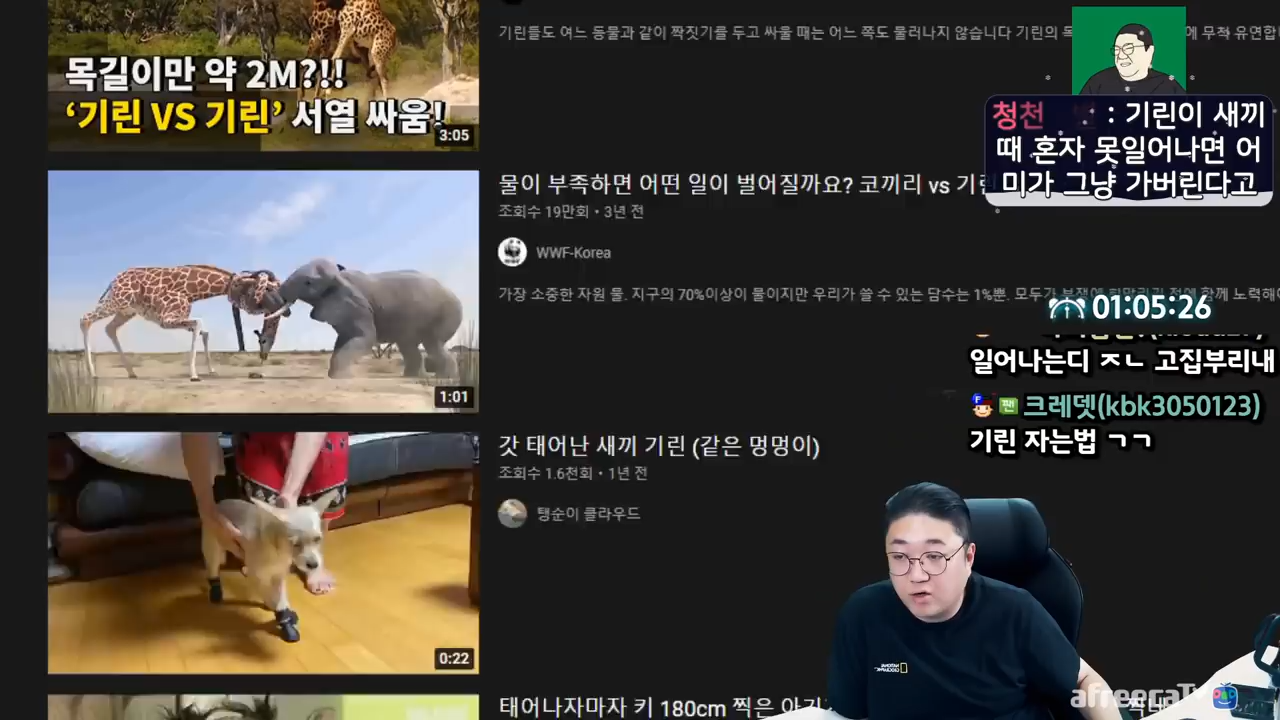 목길이만 약 2M?!!
‘기린 VS 기린’ 서열 싸움!
3:05
기린들도 여느 동물과 같이 짝짓기를 두고 싸울 때는 어느 쪽도 물러나지 않습니다 기린의
에 무척
청천 : 기린이 새끼
때 혼자 못일어나면 어
미가 그냥 가버린다고
물이 부족하면 어떤 일이 벌어질까요? 코끼리 vs 기린
조회수 19만회 • 3년 전
WWF-Korea
가장 소중한 자원 물. 지구의 70%이상이 물이지만 우리가 쓸 수 있는 담수는 1%뿐. 모두가
함께
1:01
01:05:26
일어나는디 ㅈㄴ 고집부리내
F 팬 크레뎃(kbk3050123)
기린 자는법 ㄱㄱ
갓 태어난 새끼 기린 (같은 멍멍이)
조회수 1.6천회 • 1년 전
탱순이 클라우드
0:22
NATIONAL
GEOGRAPHIC
태어나자마자 키 180cm 찍은
afreecaTV